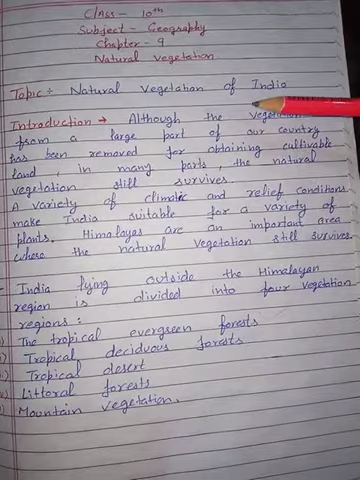 Class - 10th
Subject - Geography
Chapter - 9
Natural Vegetation
Topic ÷ Natural Vegetation of India
Introduction → Although the vegetation
from a large part of our country
has been removed for obtaining cultivable
land, in many parts the natural
vegetation still survives
A variety of climatic and relief conditions
make India suitable for a variety of
plants. Himalayas are an important area
where the natural vegetation still survives
India lying outside the Himalayan
region is divided into four vegetation
regions:
The tropical evergreen forests
Tropical deciduous forests
Tropical desert
Littoral forests
Mountain vegetation.